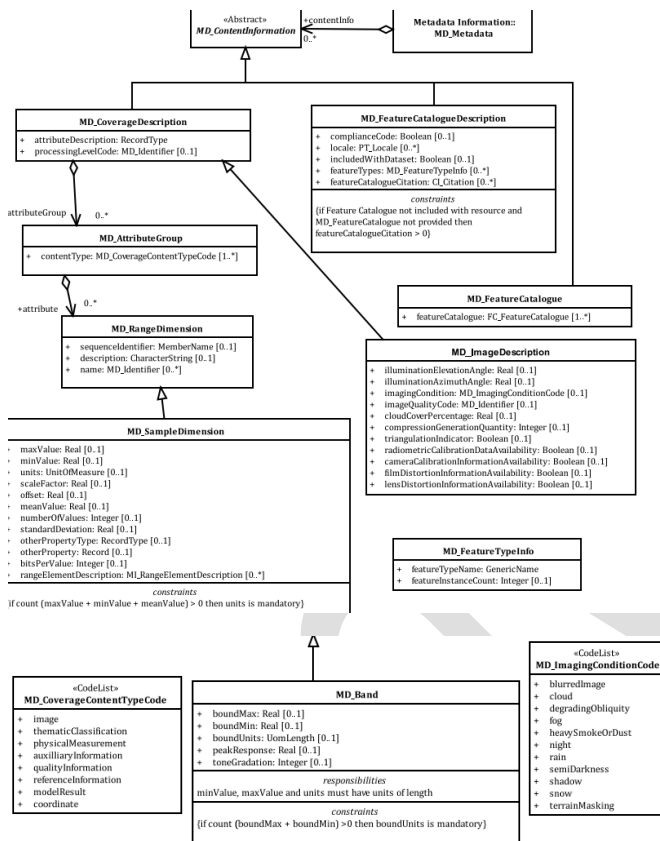 «Abstract»
MD_ContentInformation
+contentInfo
0..*
Metadata Information::
MD_Metadata
MD_CoverageDescription
+ attributeDescription: RecordType
+ processingLevelCode: MD_Identifier [0..1]
MD_FeatureCatalogueDescription
+ complianceCode: Boolean [0..1]
+ locale: PT_Locale [0..*]
+ includedWithDataset: Boolean [0..1]
+ featureTypes: MD_FeatureTypeInfo [0..*]
+ featureCatalogueCitation: CI_Citation [0..*]
constraints
{if Feature Catalogue not included with resource and
MD_FeatureCatalogue not provided then
featureCatalogueCitation > 0}
attributeGroup
0..*
MD_AttributeGroup
+ contentType: MD_CoverageContentTypeCode [1..*]
+attribute
0..*
MD_FeatureCatalogue
+ featureCatalogue: FC_FeatureCatalogue [1..*]
MD_RangeDimension
+ sequenceIdentifier: MemberName [0..1]
+ description: CharacterString [0..1]
+ name: MD_Identifier [0..*]
MD_ImageDescription
+ illuminationElevationAngle: Real [0..1]
+ illuminationAzimuthAngle: Real [0..1]
+ imagingCondition: MD_ImagingConditionCode [0..1]
+ imageQualityCode: MD_Identifier [0..1]
+ cloudCoverPercentage: Real [0..1]
+ compressionGenerationQuantity: Integer [0..1]
+ triangulationIndicator: Boolean [0..1]
+ radiometricCalibrationDataAvailability: Boolean [0..1]
+ cameraCalibrationInformationAvailability: Boolean [0..1]
+ filmDistortionInformationAvailability: Boolean [0..1]
+ lensDistortionInformationAvailability: Boolean [0..1]
MD_SampleDimension
+ maxValue: Real [0..1]
+ minValue: Real [0..1]
+ units: UnitOfMeasure [0..1]
+ scaleFactor: Real [0..1]
+ offset: Real [0..1]
+ meanValue: Real [0..1]
+ numberOfValues: Integer [0..1]
+ standardDeviation: Real [0..1]
+ otherPropertyType: RecordType [0..1]
+ otherProperty: Record [0..1]
+ bitsPerValue: Integer [0..1]
+ rangeElementDescription: MI_RangeElementDescription [0..*]
constraints
{if count (maxValue + minValue + meanValue) > 0 then units is mandatory}
MD_FeatureTypeInfo
+ featureTypeName: GenericName
+ featureInstanceCount: Integer [0..1]
«CodeList»
MD_CoverageContentTypeCode
+ image
+ thematicClassification
+ physicalMeasurement
+ auxilliaryInformation
+ qualityInformation
+ referenceInformation
+ modelResult
+ coordinate
MD_Band
+ boundMax: Real [0..1]
+ boundMin: Real [0..1]
+ boundUnits: UomLength [0..1]
+ peakResponse: Real [0..1]
+ toneGradation: Integer [0..1]
responsibilities
minValue, maxValue and units must have units of length
constraints
{if count (boundMax + boundMin) >0 then boundUnits is mandatory}
«CodeList»
MD_ImagingConditionCode
+ blurredImage
+ cloud
+ degradingObliquity
+ fog
+ heavySmokeOrDust
+ night
+ rain
+ semiDarkness
+ shadow
+ snow
+ terrainMasking